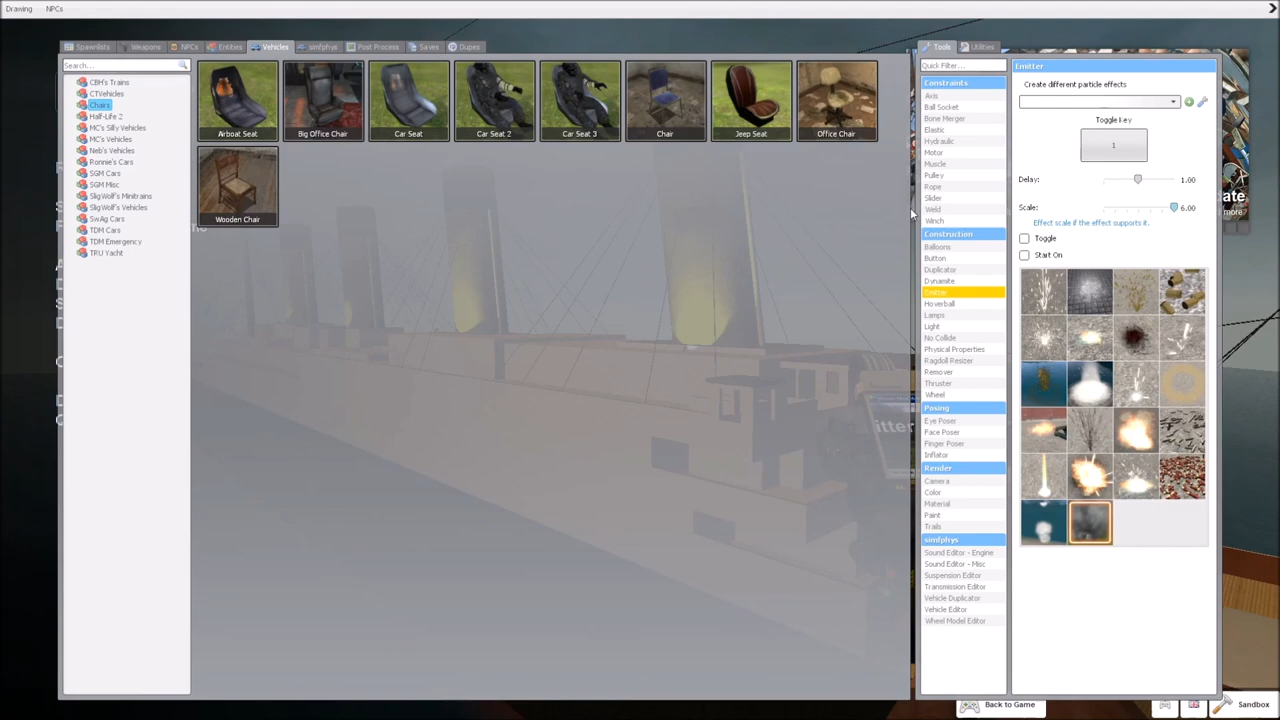 Drawing NPCs
Spawnlists Weapons NPCs Entities Vehicles simfphys Post Process Saves Dupes
Search...
CBH's Trains
CTVehicles
Chairs
Half-Life 2
MC's Silly Vehicles
MC's Vehicles
Neb's Vehicles
Ronnie's Cars
SGM Cars
SGM Misc
SligWolf's Minitrains
SligWolf's Vehicles
SwAg Cars
TDM Cars
TDM Emergency
TRU Yacht
Airboat Seat Big Office Chair Car Seat Car Seat 2 Car Seat 3 Chair Jeep Seat Office Chair
Wooden Chair
Tools Utilities
Quick Filter...
Constraints
Axis
Ball Socket
Bone Merger
Elastic
Hydraulic
Motor
Muscle
Pulley
Rope
Slider
Weld
Winch
Construction
Balloons
Button
Duplicator
Dynamite
Emitter
Hoverball
Lamps
Light
No Collide
Physical Properties
Ragdoll Resizer
Remover
Thruster
Wheel
Posing
Eye Poser
Face Poser
Finger Poser
Inflator
Render
Camera
Color
Material
Paint
Trails
simfphys
Sound Editor - Engine
Sound Editor - Misc
Suspension Editor
Transmission Editor
Vehicle Duplicator
Vehicle Editor
Wheel Model Editor
Emitter
Create different particle effects
Toggle Key
1
Delay: 1.00
Scale: 6.00
Effect scale if the effect supports it.
Toggle
Start On
ate
more
itter
Back to Game
Sandbox